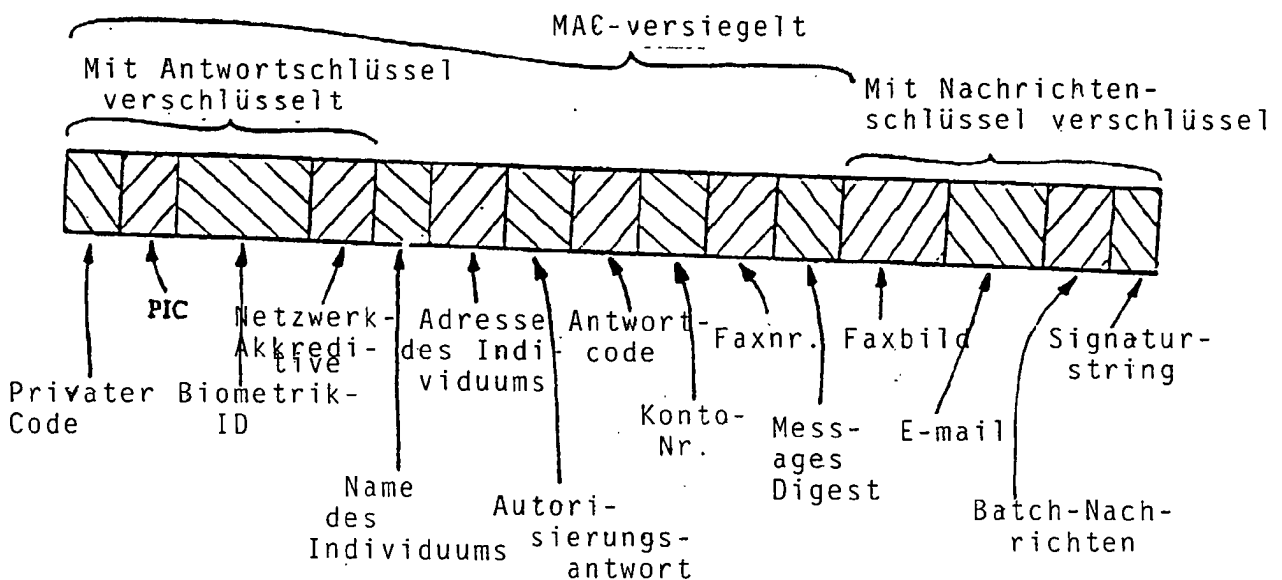 MAC-versiegelt
Mit Antwortschlüssel
verschlüsselt
Mit Nachrichten-
schlüssel verschlüssel
PIC
Netzwerk-
Akkredi-
tive
Adresse
des Indi-
viduums
Antwort-
code
Faxnr.
Faxbild
Signatur-
string
Privater
Code
Biometrik-
ID
Konto-
Nr.
Mess-
ages
Digest
E-mail
Name
des
Individuums
Autori-
sierungs-
antwort
Batch-Nach-
richten